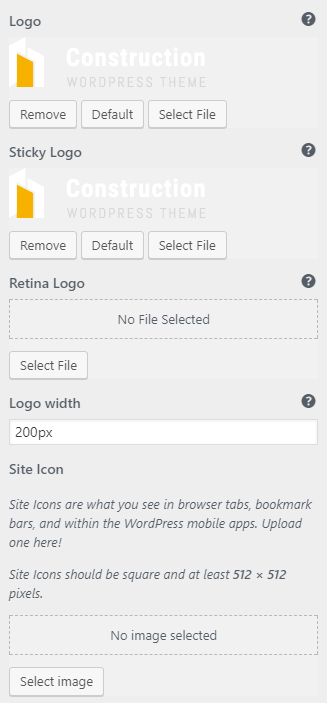 Logo
?
Construction
WORDPRESS THEME
Remove Default Select File
Sticky Logo
?
Construction
WORDPRESS THEME
Remove Default Select File
Retina Logo
?
No File Selected
Select File
Logo width
?
200px
Site Icon
Site Icons are what you see in browser tabs, bookmark
bars, and within the WordPress mobile apps. Upload
one here!
Site Icons should be square and at least 512 × 512
pixels.
No image selected
Select image